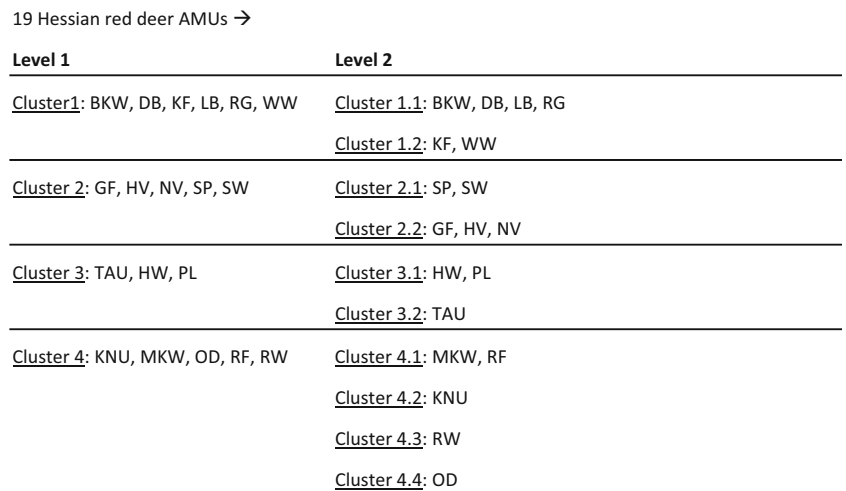 19 Hessian red deer AMUs →
Level 1 Level 2
Cluster1: BKW, DB, KF, LB, RG, WW Cluster 1.1: BKW, DB, LB, RG
Cluster 1.2: KF, WW
Cluster 2: GF, HV, NV, SP, SW Cluster 2.1: SP, SW
Cluster 2.2: GF, HV, NV
Cluster 3: TAU, HW, PL Cluster 3.1: HW, PL
Cluster 3.2: TAU
Cluster 4: KNU, MKW, OD, RF, RW Cluster 4.1: MKW, RF
Cluster 4.2: KNU
Cluster 4.3: RW
Cluster 4.4: OD